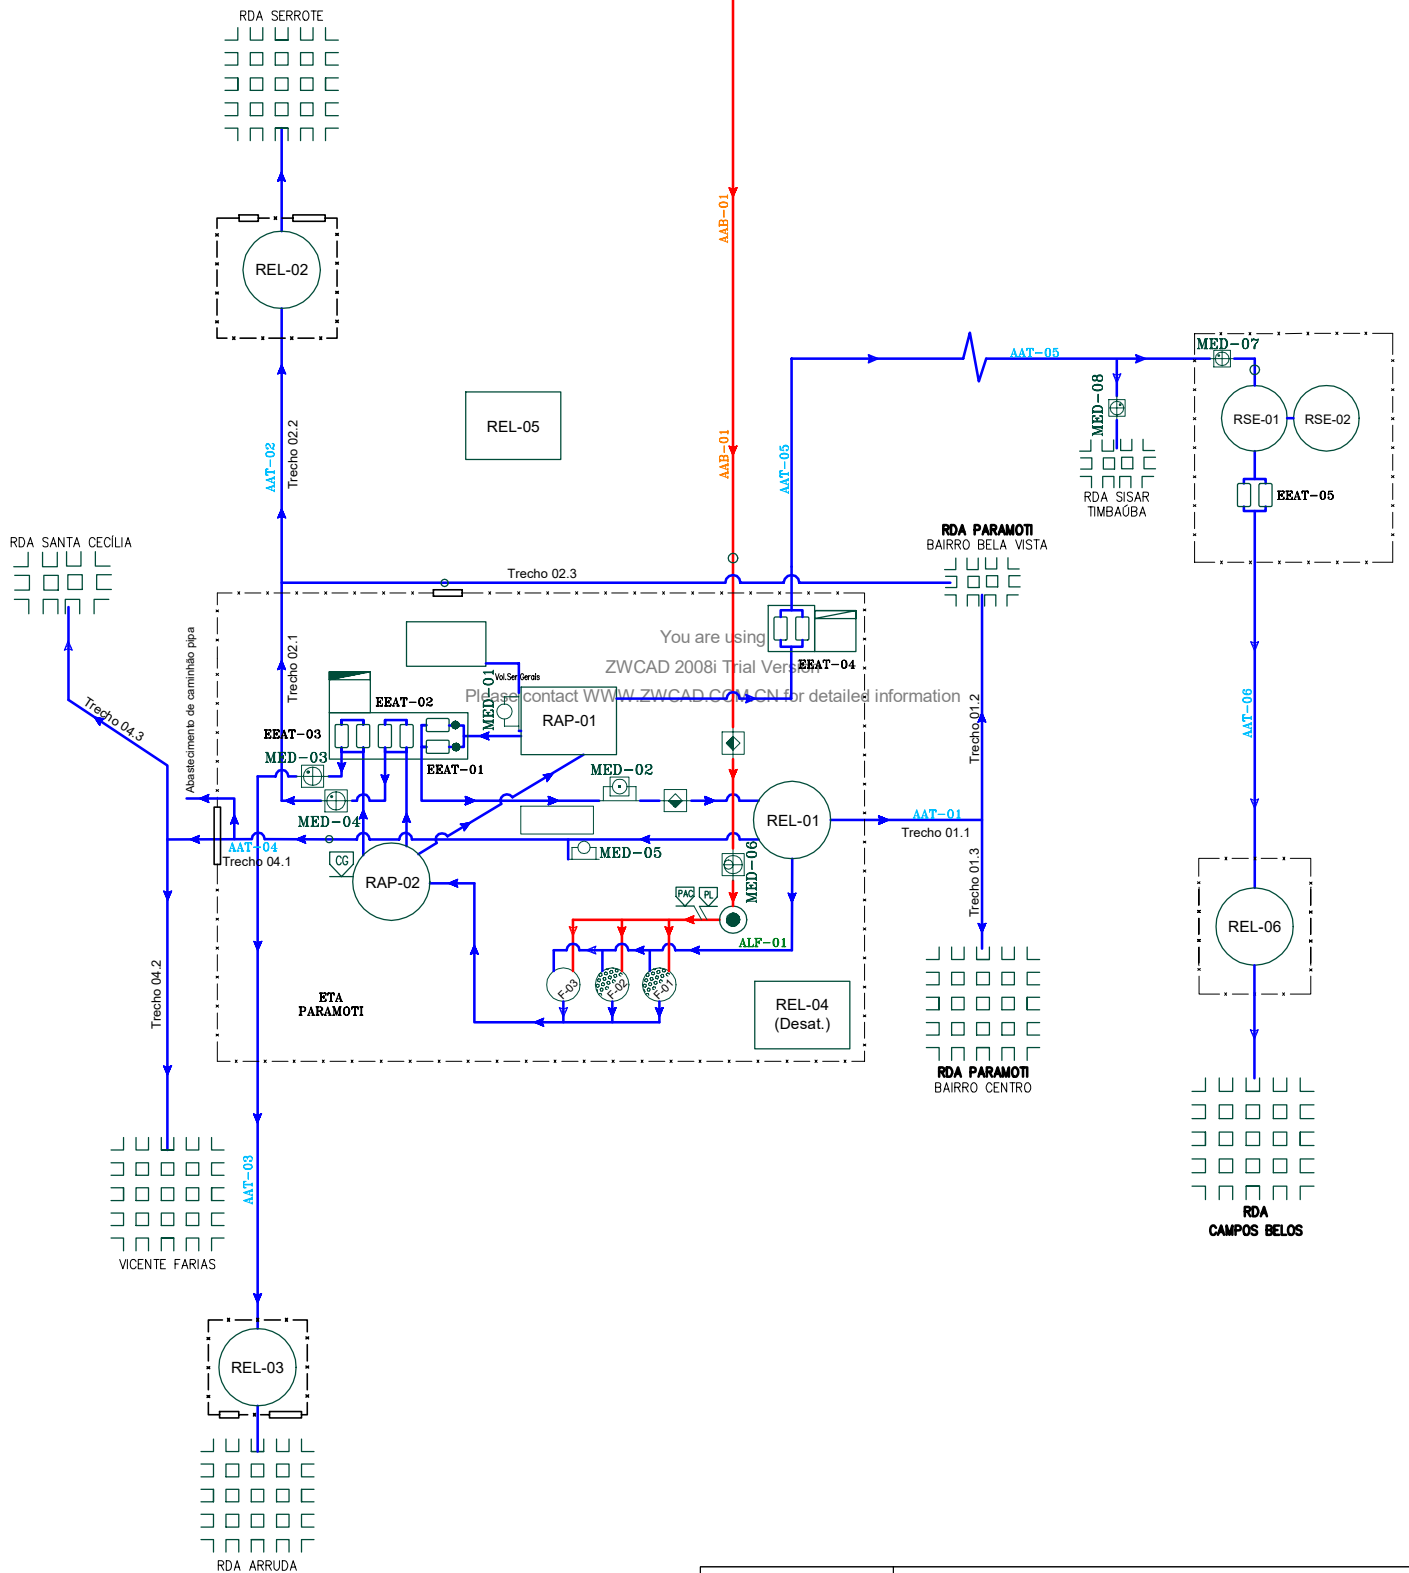 RDA SERROTE
AAB-01
REL-02
MED-07
AAT-05
MED-08
RSE-01
RSE-02
REL-05
AAT-02
Trecho 02.2
AAB-01
AAT-05
EEAT-05
RDA SISAR
TIMBAÚBA
RDA PARAMOTI
BAIRRO BELA VISTA
RDA SANTA CECÍLIA
Trecho 02.3
Abastecimento de caminhão pipa
Trecho 02.1
You are using
ZWCAD 2008i Trial Version
Please contact WWW.ZWCAD.COM.CN for detailed information
EEAT-04
Vol.Ser.Gerais
MED-01
RAP-01
EEAT-02
EEAT-03
EEAT-01
MED-03
MED-02
MED-04
Trecho 04.3
Trecho 01.2
AAT-06
REL-01
AAT-01
Trecho 01.1
AAT-04
Trecho 04.1
CG
MED-05
MED-06
RAP-02
PAC
PL
Trecho 01.3
ALF-01
REL-06
F-03
F-02
F-01
Trecho 04.2
ETA
PARAMOTI
REL-04
(Desat.)
RDA PARAMOTI
BAIRRO CENTRO
AAT-03
RDA
CAMPOS BELOS
VICENTE FARIAS
REL-03
RDA ARRUDA